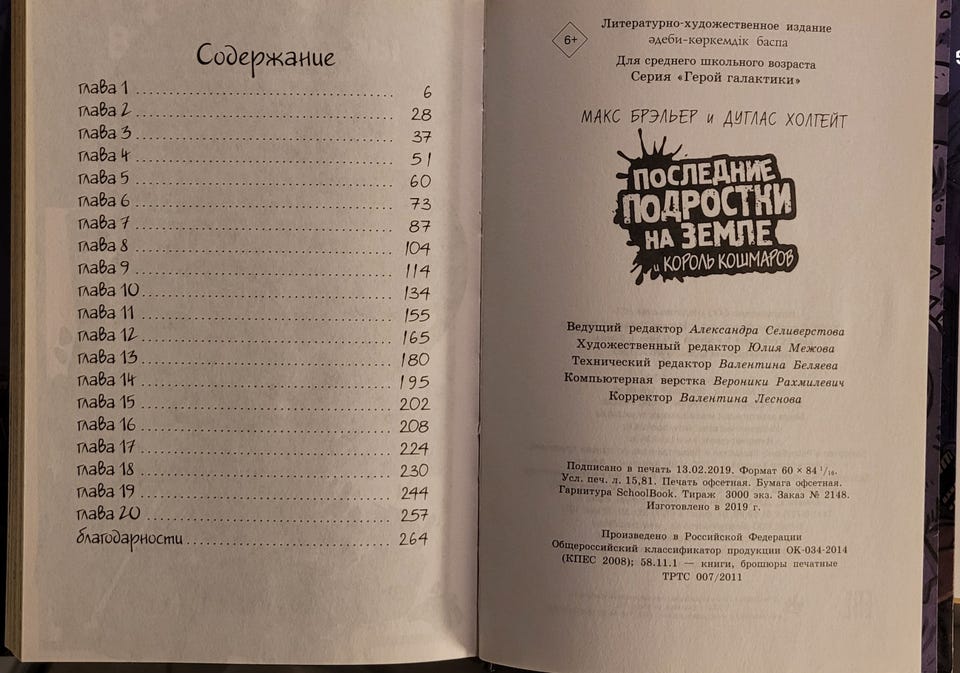 Содержание
глава 1 6
глава 2 28
глава 3 37
глава 4 51
глава 5 60
глава 6 73
глава 7 87
глава 8 104
глава 9 114
глава 10 134
глава 11 155
глава 12 165
глава 13 180
глава 14 195
глава 15 202
глава 16 208
глава 17 224
глава 18 230
глава 19 244
глава 20 257
благодарности 264
6+
Литературно-художественное издание
әдеби-көркемдік баспа
Для среднего школьного возраста
Серия «Герой галактики»
МАКС БРЭЛЬЕР и ДУГЛАС ХОЛГЕЙТ
ПОСЛЕДНИЕ
ПОДРОСТКИ
НА ЗЕМЛЕ
и КОРОЛЬ КОШМАРОВ
Ведущий редактор Александра Селиверстова
Художественный редактор Юлия Межова
Технический редактор Валентина Беляева
Компьютерная верстка Вероники Рахмилевич
Корректор Валентина Леснова
Подписано в печать 13.02.2019. Формат 60 × 84 1/16.
Усл. печ. л. 15,81. Печать офсетная. Бумага офсетная.
Гарнитура SchoolBook. Тираж 3000 экз. Заказ № 2148.
Изготовлено в 2019 г.
Произведено в Российской Федерации
Общероссийский классификатор продукции ОК-034-2014
(КПЕС 2008); 58.11.1 — книги, брошюры печатные
ТРТС 007/2011